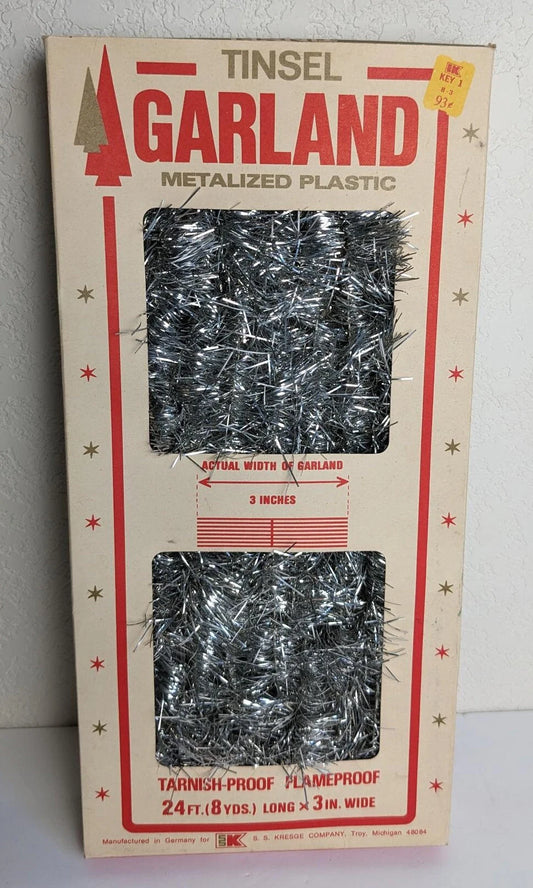 TINSEL
GARLAND
METALIZED PLASTIC
K
KEY 1
8-3
93¢
ACTUAL WIDTH OF GARLAND
3 INCHES
TARNISH-PROOF FLAMEPROOF
24 FT. (8 YDS.) LONG × 3 IN. WIDE
Manufactured in Germany for SS K S. S. KRESGE COMPANY, Troy, Michigan 48084